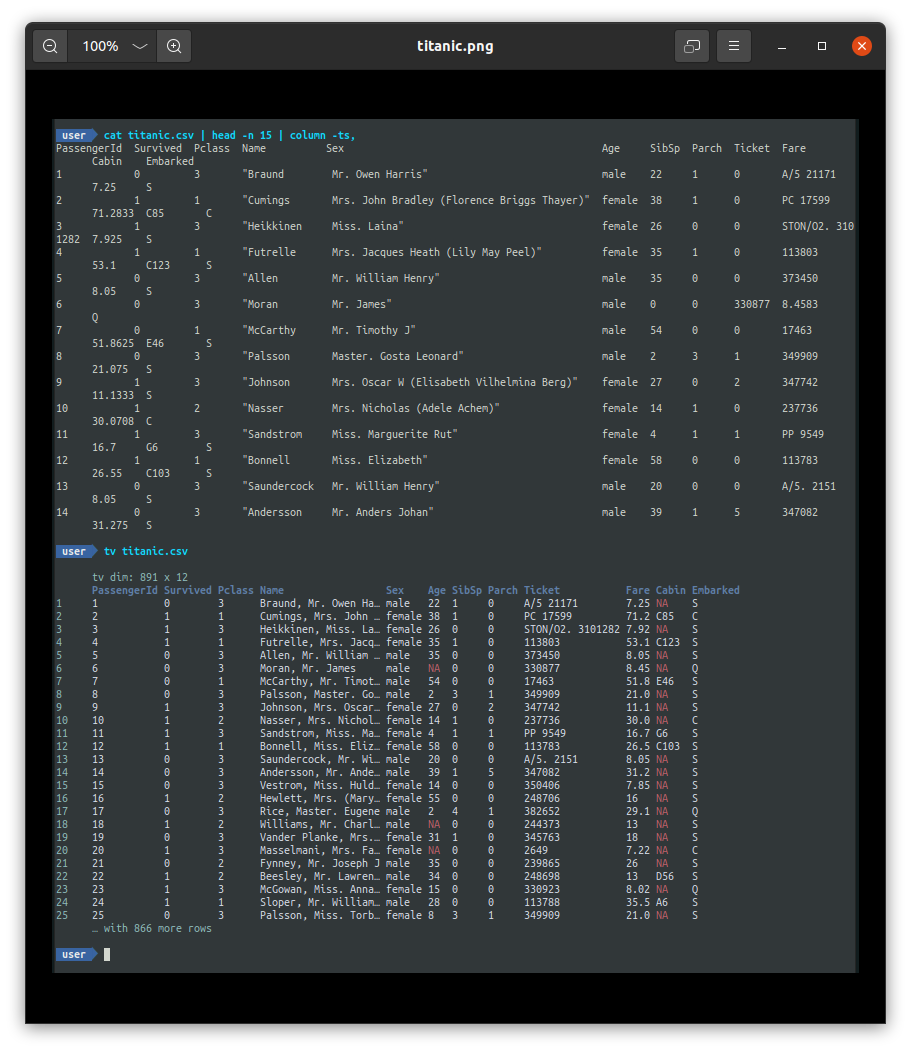 100%
titanic.png
user cat titanic.csv | head -n 15 | column -ts,
PassengerId Survived Pclass Name Sex Age SibSp Parch Ticket Fare
Cabin Embarked
1 0 3 "Braund Mr. Owen Harris" male 22 1 0 A/5 21171
7.25 S
2 1 1 "Cumings Mrs. John Bradley (Florence Briggs Thayer)" female 38 1 0 PC 17599
71.2833 C85 C
3 1 3 "Heikkinen Miss. Laina" female 26 0 0 STON/O2. 310
1282 7.925 S
4 1 1 "Futrelle Mrs. Jacques Heath (Lily May Peel)" female 35 1 0 113803
53.1 C123 S
5 0 3 "Allen Mr. William Henry" male 35 0 0 373450
8.05 S
6 0 3 "Moran Mr. James" male 0 0 330877 8.4583
Q
7 0 1 "McCarthy Mr. Timothy J" male 54 0 0 17463
51.8625 E46 S
8 0 3 "Palsson Master. Gosta Leonard" male 2 3 1 349909
21.075 S
9 1 3 "Johnson Mrs. Oscar W (Elisabeth Vilhelmina Berg)" female 27 0 2 347742
11.1333 S
10 1 2 "Nasser Mrs. Nicholas (Adele Achem)" female 14 1 0 237736
30.0708 C
11 1 3 "Sandstrom Miss. Marguerite Rut" female 4 1 1 PP 9549
16.7 G6 S
12 1 1 "Bonnell Miss. Elizabeth" female 58 0 0 113783
26.55 C103 S
13 0 3 "Saundercock Mr. William Henry" male 20 0 0 A/5. 2151
8.05 S
14 0 3 "Andersson Mr. Anders Johan" male 39 1 5 347082
31.275 S
user tv titanic.csv
tv dim: 891 x 12
PassengerId Survived Pclass Name Sex Age SibSp Parch Ticket Fare Cabin Embarked
1 1 0 3 Braund, Mr. Owen Ha… male 22 1 0 A/5 21171 7.25 NA S
2 2 1 1 Cumings, Mrs. John … female 38 1 0 PC 17599 71.2 C85 C
3 3 1 3 Heikkinen, Miss. La… female 26 0 0 STON/O2. 3101282 7.92 NA S
4 4 1 1 Futrelle, Mrs. Jacq… female 35 1 0 113803 53.1 C123 S
5 5 0 3 Allen, Mr. William … male 35 0 0 373450 8.05 NA S
6 6 0 3 Moran, Mr. James male NA 0 0 330877 8.45 NA Q
7 7 0 1 McCarthy, Mr. Timot… male 54 0 0 17463 51.8 E46 S
8 8 0 3 Palsson, Master. Go… male 2 3 1 349909 21.0 NA S
9 9 1 3 Johnson, Mrs. Oscar… female 27 0 2 347742 11.1 NA S
10 10 1 2 Nasser, Mrs. Nichol… female 14 1 0 237736 30.0 NA C
11 11 1 3 Sandstrom, Miss. Ma… female 4 1 1 PP 9549 16.7 G6 S
12 12 1 1 Bonnell, Miss. Eliz… female 58 0 0 113783 26.5 C103 S
13 13 0 3 Saundercock, Mr. Wi… male 20 0 0 A/5. 2151 8.05 NA S
14 14 0 3 Andersson, Mr. Ande… male 39 1 5 347082 31.2 NA S
15 15 0 3 Vestrom, Miss. Huld… female 14 0 0 350406 7.85 NA S
16 16 1 2 Hewlett, Mrs. (Mary… female 55 0 0 248706 16 NA S
17 17 0 3 Rice, Master. Eugene male 2 4 1 382652 29.1 NA Q
18 18 1 2 Williams, Mr. Charl… male NA 0 0 244373 13 NA S
19 19 0 3 Vander Planke, Mrs.… female 31 1 0 345763 18 NA S
20 20 1 3 Masselmani, Mrs. Fa… female NA 0 0 2649 7.22 NA C
21 21 0 2 Fynney, Mr. Joseph J male 35 0 0 239865 26 NA S
22 22 1 2 Beesley, Mr. Lawren… male 34 0 0 248698 13 D56 S
23 23 1 3 McGowan, Miss. Anna… female 15 0 0 330923 8.02 NA Q
24 24 1 1 Sloper, Mr. William… male 28 0 0 113788 35.5 A6 S
25 25 0 3 Palsson, Miss. Torb… female 8 3 1 349909 21.0 NA S
… with 866 more rows
user